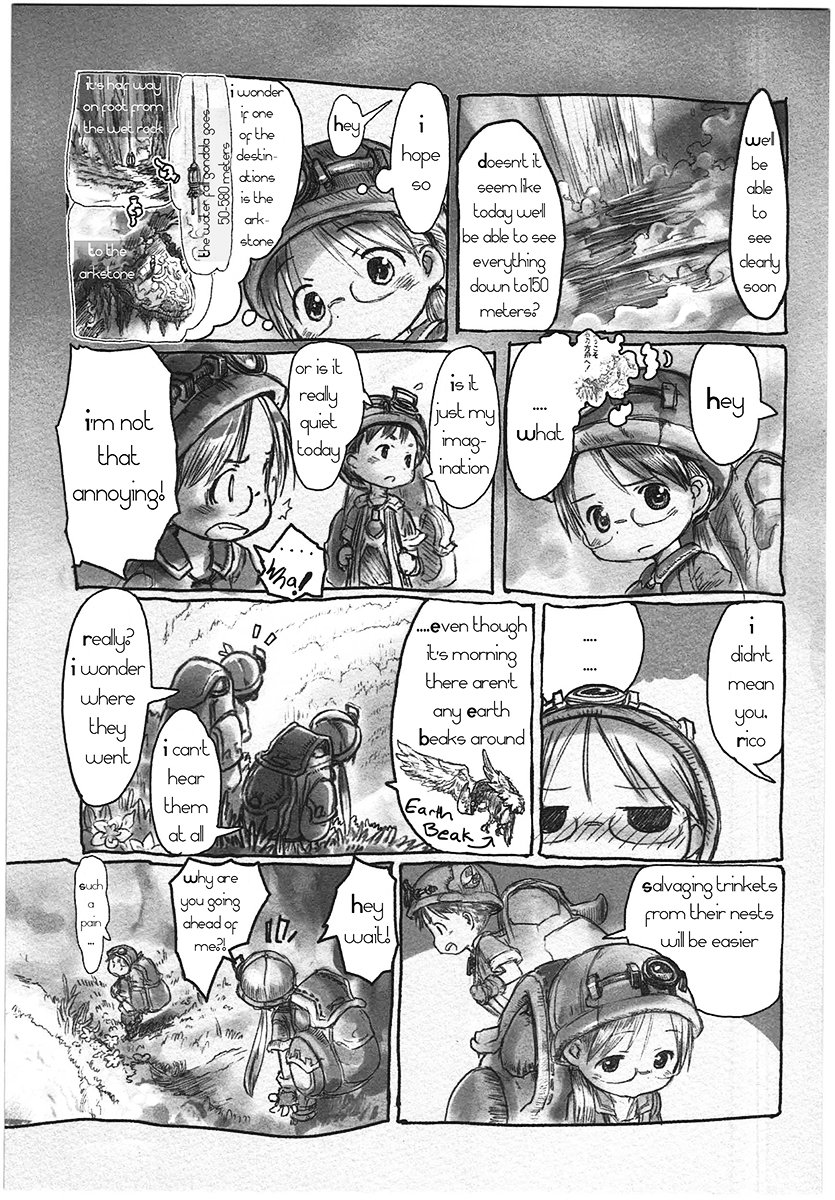 well
be
able
to
see
clearly
soon
doesn't it
seem like
today we'll
be able to see
everything
down to 150
meters?
i
hope
so
hey
i wonder
if one
of the
destin-
ations
is the
ark-
stone
it's half way
on foot from
the wet rock
the water fall gondola goes
50-580 meters
to the
arkstone
hey
....
what
is it
just my
imag-
ination
or is it
really
quiet
today
....
wha!
i'm not
that
annoying!
i
didn't
mean
you,
rico
....
....
....even though
it's morning
there aren't
any earth
beaks around
Earth
Beak
really?
i wonder
where
they
went
i can't
hear
them
at all
salvaging trinkets
from their nests
will be easier
hey
wait!
why are
you going
ahead of
me?!
such
a
pain
...